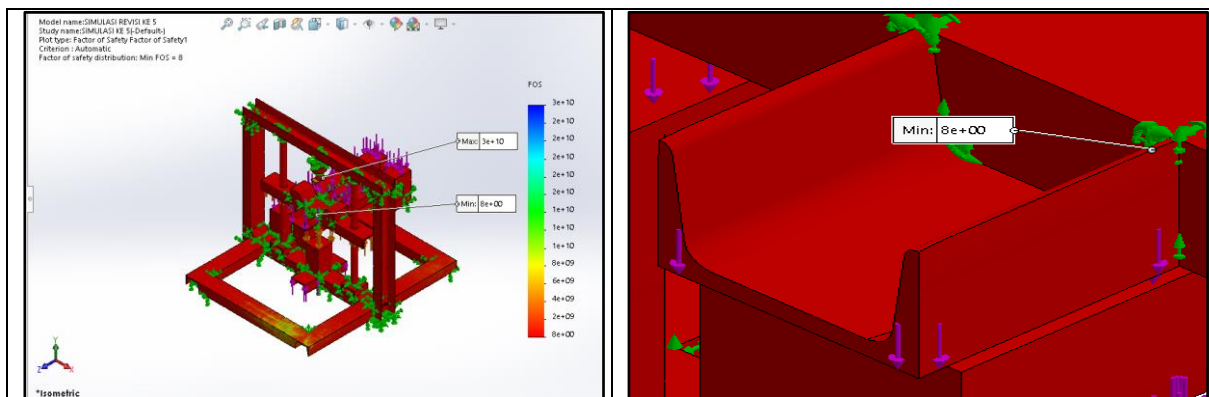 Model name:SIMULASI REVISI KE 5
Study name:SIMULASI KE 5(-Default-)
Plot type: Factor of Safety Factor of Safety1
Criterion : Automatic
Factor of safety distribution: Min FOS = 8
FOS
3e+10
2e+10
2e+10
2e+10
2e+10
2e+10
1e+10
1e+10
1e+10
8e+09
6e+09
4e+09
2e+09
8e+00
Max: 3e+10
Min: 8e+00
Y
Z
X
*Isometric
Min: 8e+00